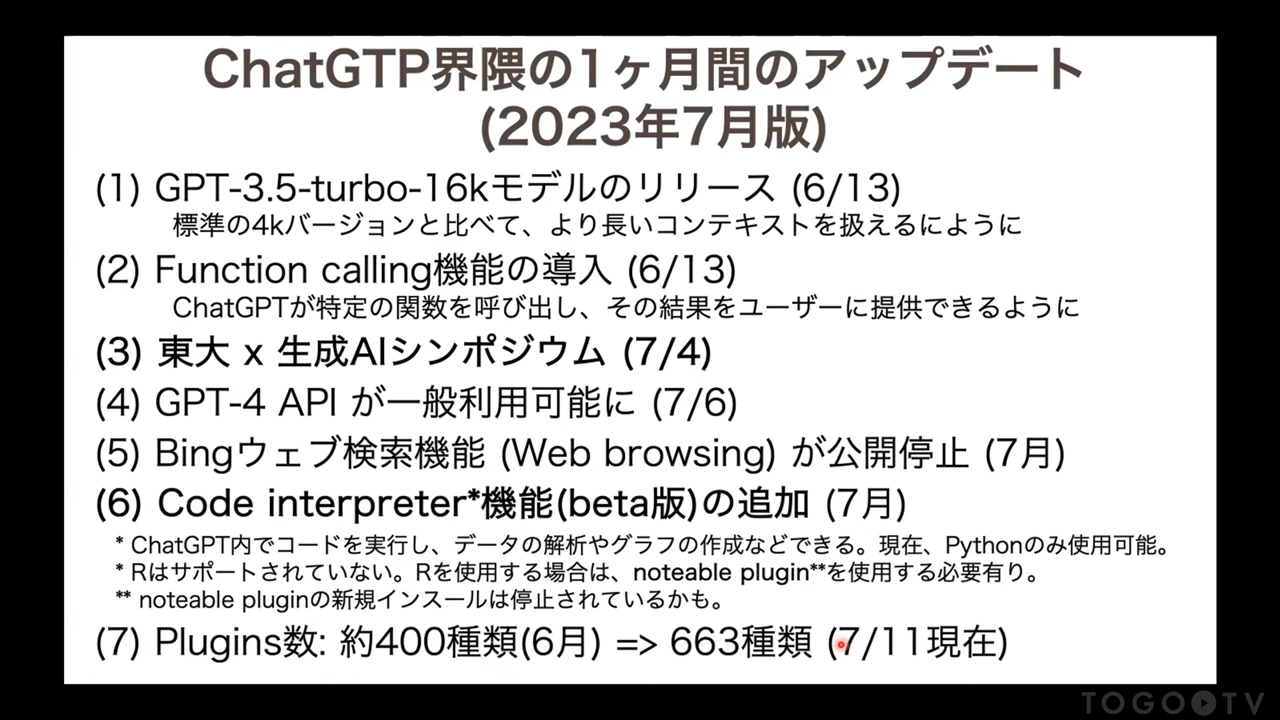 ChatGTP界隈の1ヶ月間のアップデート
(2023年7月版)
(1) GPT-3.5-turbo-16kモデルのリリース (6/13)
標準の4kバージョンと比べて、より長いコンテキストを扱えるにように
(2) Function calling機能の導入 (6/13)
ChatGPTが特定の関数を呼び出し、その結果をユーザーに提供できるように
(3) 東大 x 生成AIシンポジウム (7/4)
(4) GPT-4 API が一般利用可能に (7/6)
(5) Bingウェブ検索機能 (Web browsing) が公開停止 (7月)
(6) Code interpreter*機能(beta版)の追加 (7月)
* ChatGPT内でコードを実行し、データの解析やグラフの作成などできる。現在、Pythonのみ使用可能。
* Rはサポートされていない。Rを使用する場合は、noteable plugin**を使用する必要有り。
** noteable pluginの新規インスールは停止されているかも。
(7) Plugins数: 約400種類(6月) => 663種類 (7/11現在)
TOGO TV